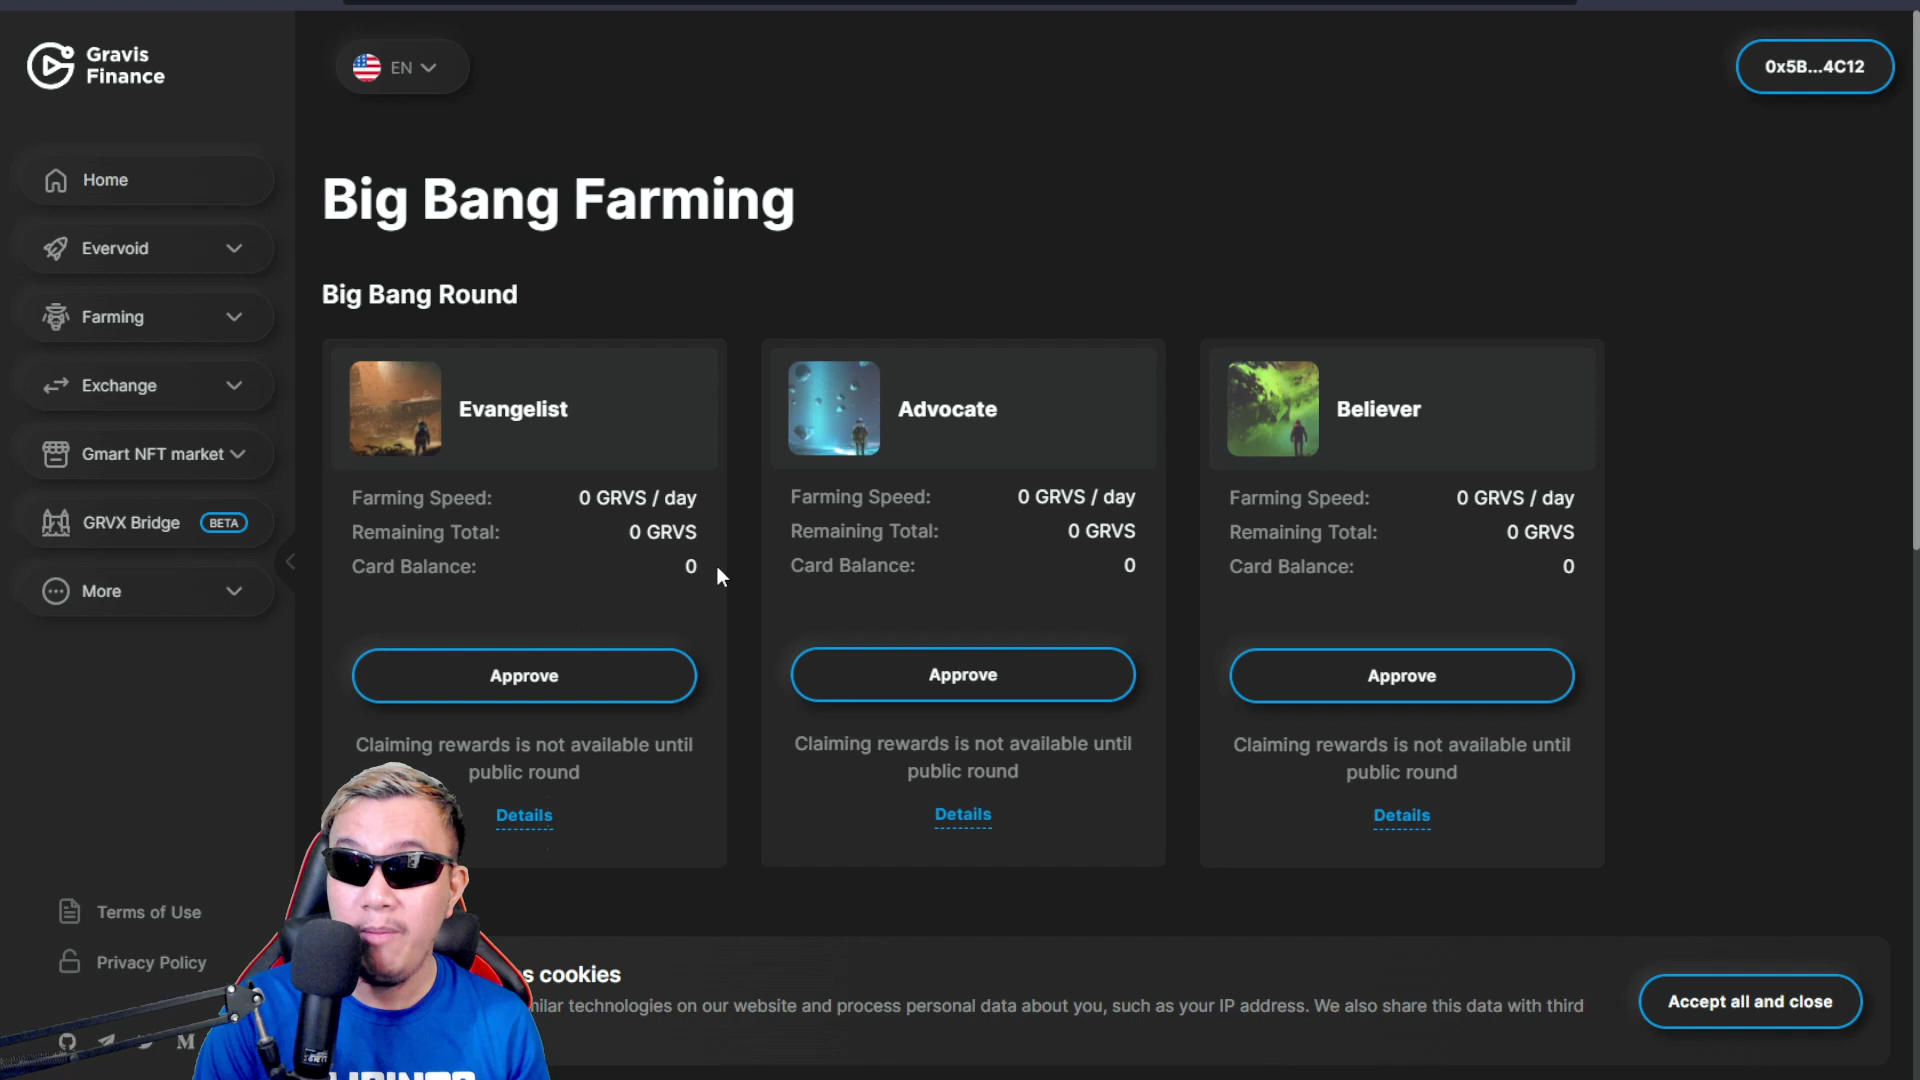 Gravis
Finance
EN
0x5B...4C12
Home
Evervoid
Farming
Exchange
Gmart NFT market
GRVX Bridge BETA
More
Terms of Use
Privacy Policy
Big Bang Farming
Big Bang Round
Evangelist
Farming Speed: 0 GRVS / day
Remaining Total: 0 GRVS
Card Balance: 0
Approve
Claiming rewards is not available until
public round
Details
Advocate
Farming Speed: 0 GRVS / day
Remaining Total: 0 GRVS
Card Balance: 0
Approve
Claiming rewards is not available until
public round
Details
Believer
Farming Speed: 0 GRVS / day
Remaining Total: 0 GRVS
Card Balance: 0
Approve
Claiming rewards is not available until
public round
Details
cookies
technologies on our website and process personal data about you, such as your IP address. We also share this data with third
Accept all and close